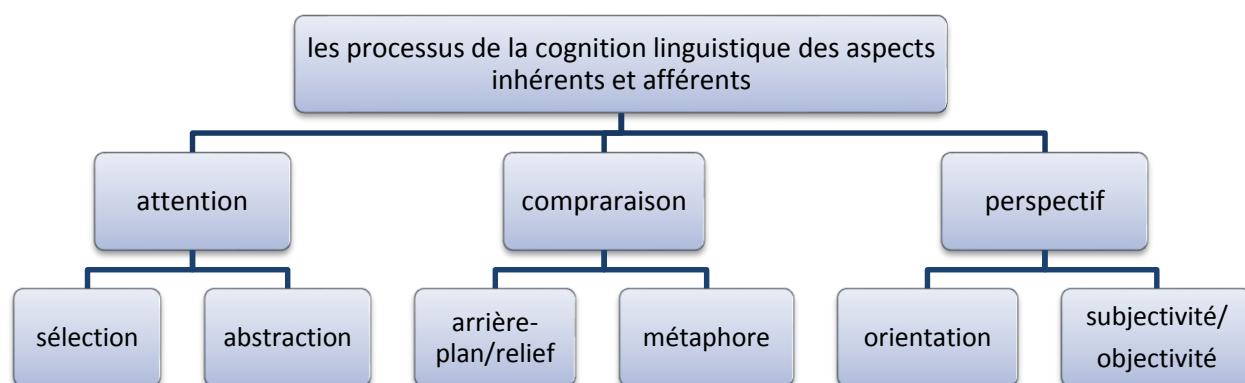 les processus de la cognition linguistique des aspects
inhérents et afférents
attention
compraraison
perspectif
sélection
abstraction
arrière-
plan/relief
métaphore
orientation
subjectivité/
objectivité